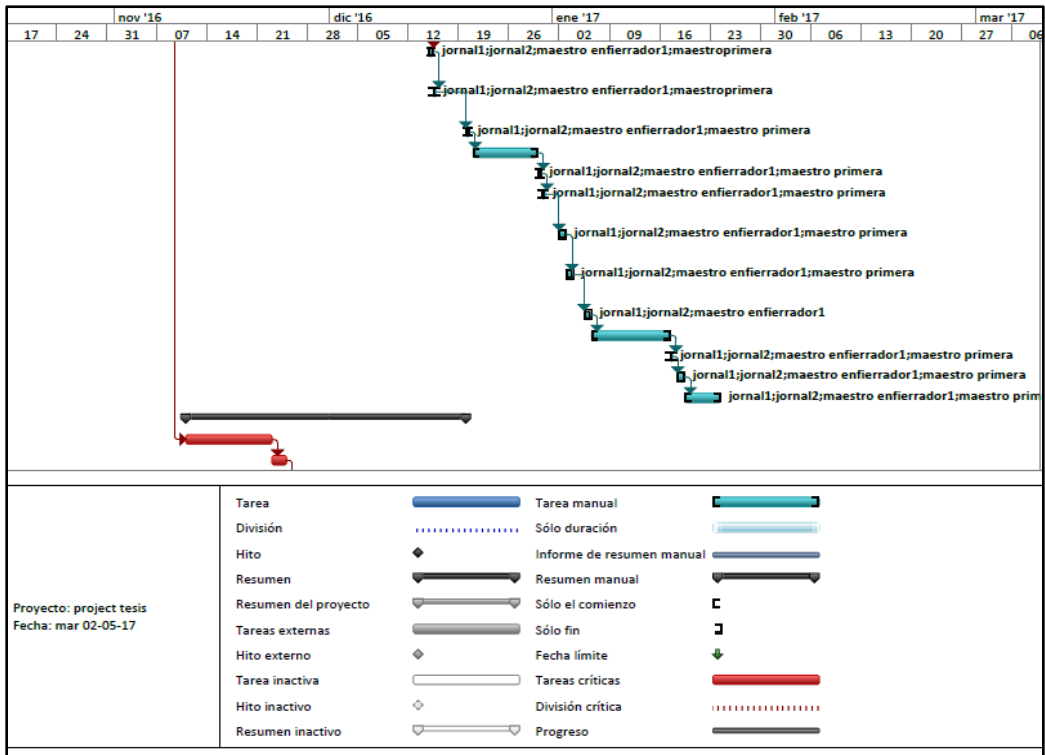 nov '16 dic '16 ene '17 feb '17 mar '17
17 24 31 07 14 21 28 05 12 19 26 02 09 16 23 30 06 13 20 27 06
jornal1;jornal2;maestro enfierrador1;maestroprimera
jornal1;jornal2;maestro enfierrador1;maestroprimera
jornal1;jornal2;maestro enfierrador1;maestro primera
jornal1;jornal2;maestro enfierrador1;maestro primera
jornal1;jornal2;maestro enfierrador1;maestro primera
jornal1;jornal2;maestro enfierrador1;maestro primera
jornal1;jornal2;maestro enfierrador1;maestro primera
jornal1;jornal2;maestro enfierrador1
jornal1;jornal2;maestro enfierrador1;maestro primera
jornal1;jornal2;maestro enfierrador1;maestro primera
jornal1;jornal2;maestro enfierrador1;maestro prim
Proyecto: project tesis
Fecha: mar 02-05-17
Tarea
División
Hito
Resumen
Resumen del proyecto
Tareas externas
Hito externo
Tarea inactiva
Hito inactivo
Resumen inactivo
Tarea manual
Sólo duración
Informe de resumen manual
Resumen manual
Sólo el comienzo
Sólo fin
Fecha límite
Tareas críticas
División crítica
Progreso